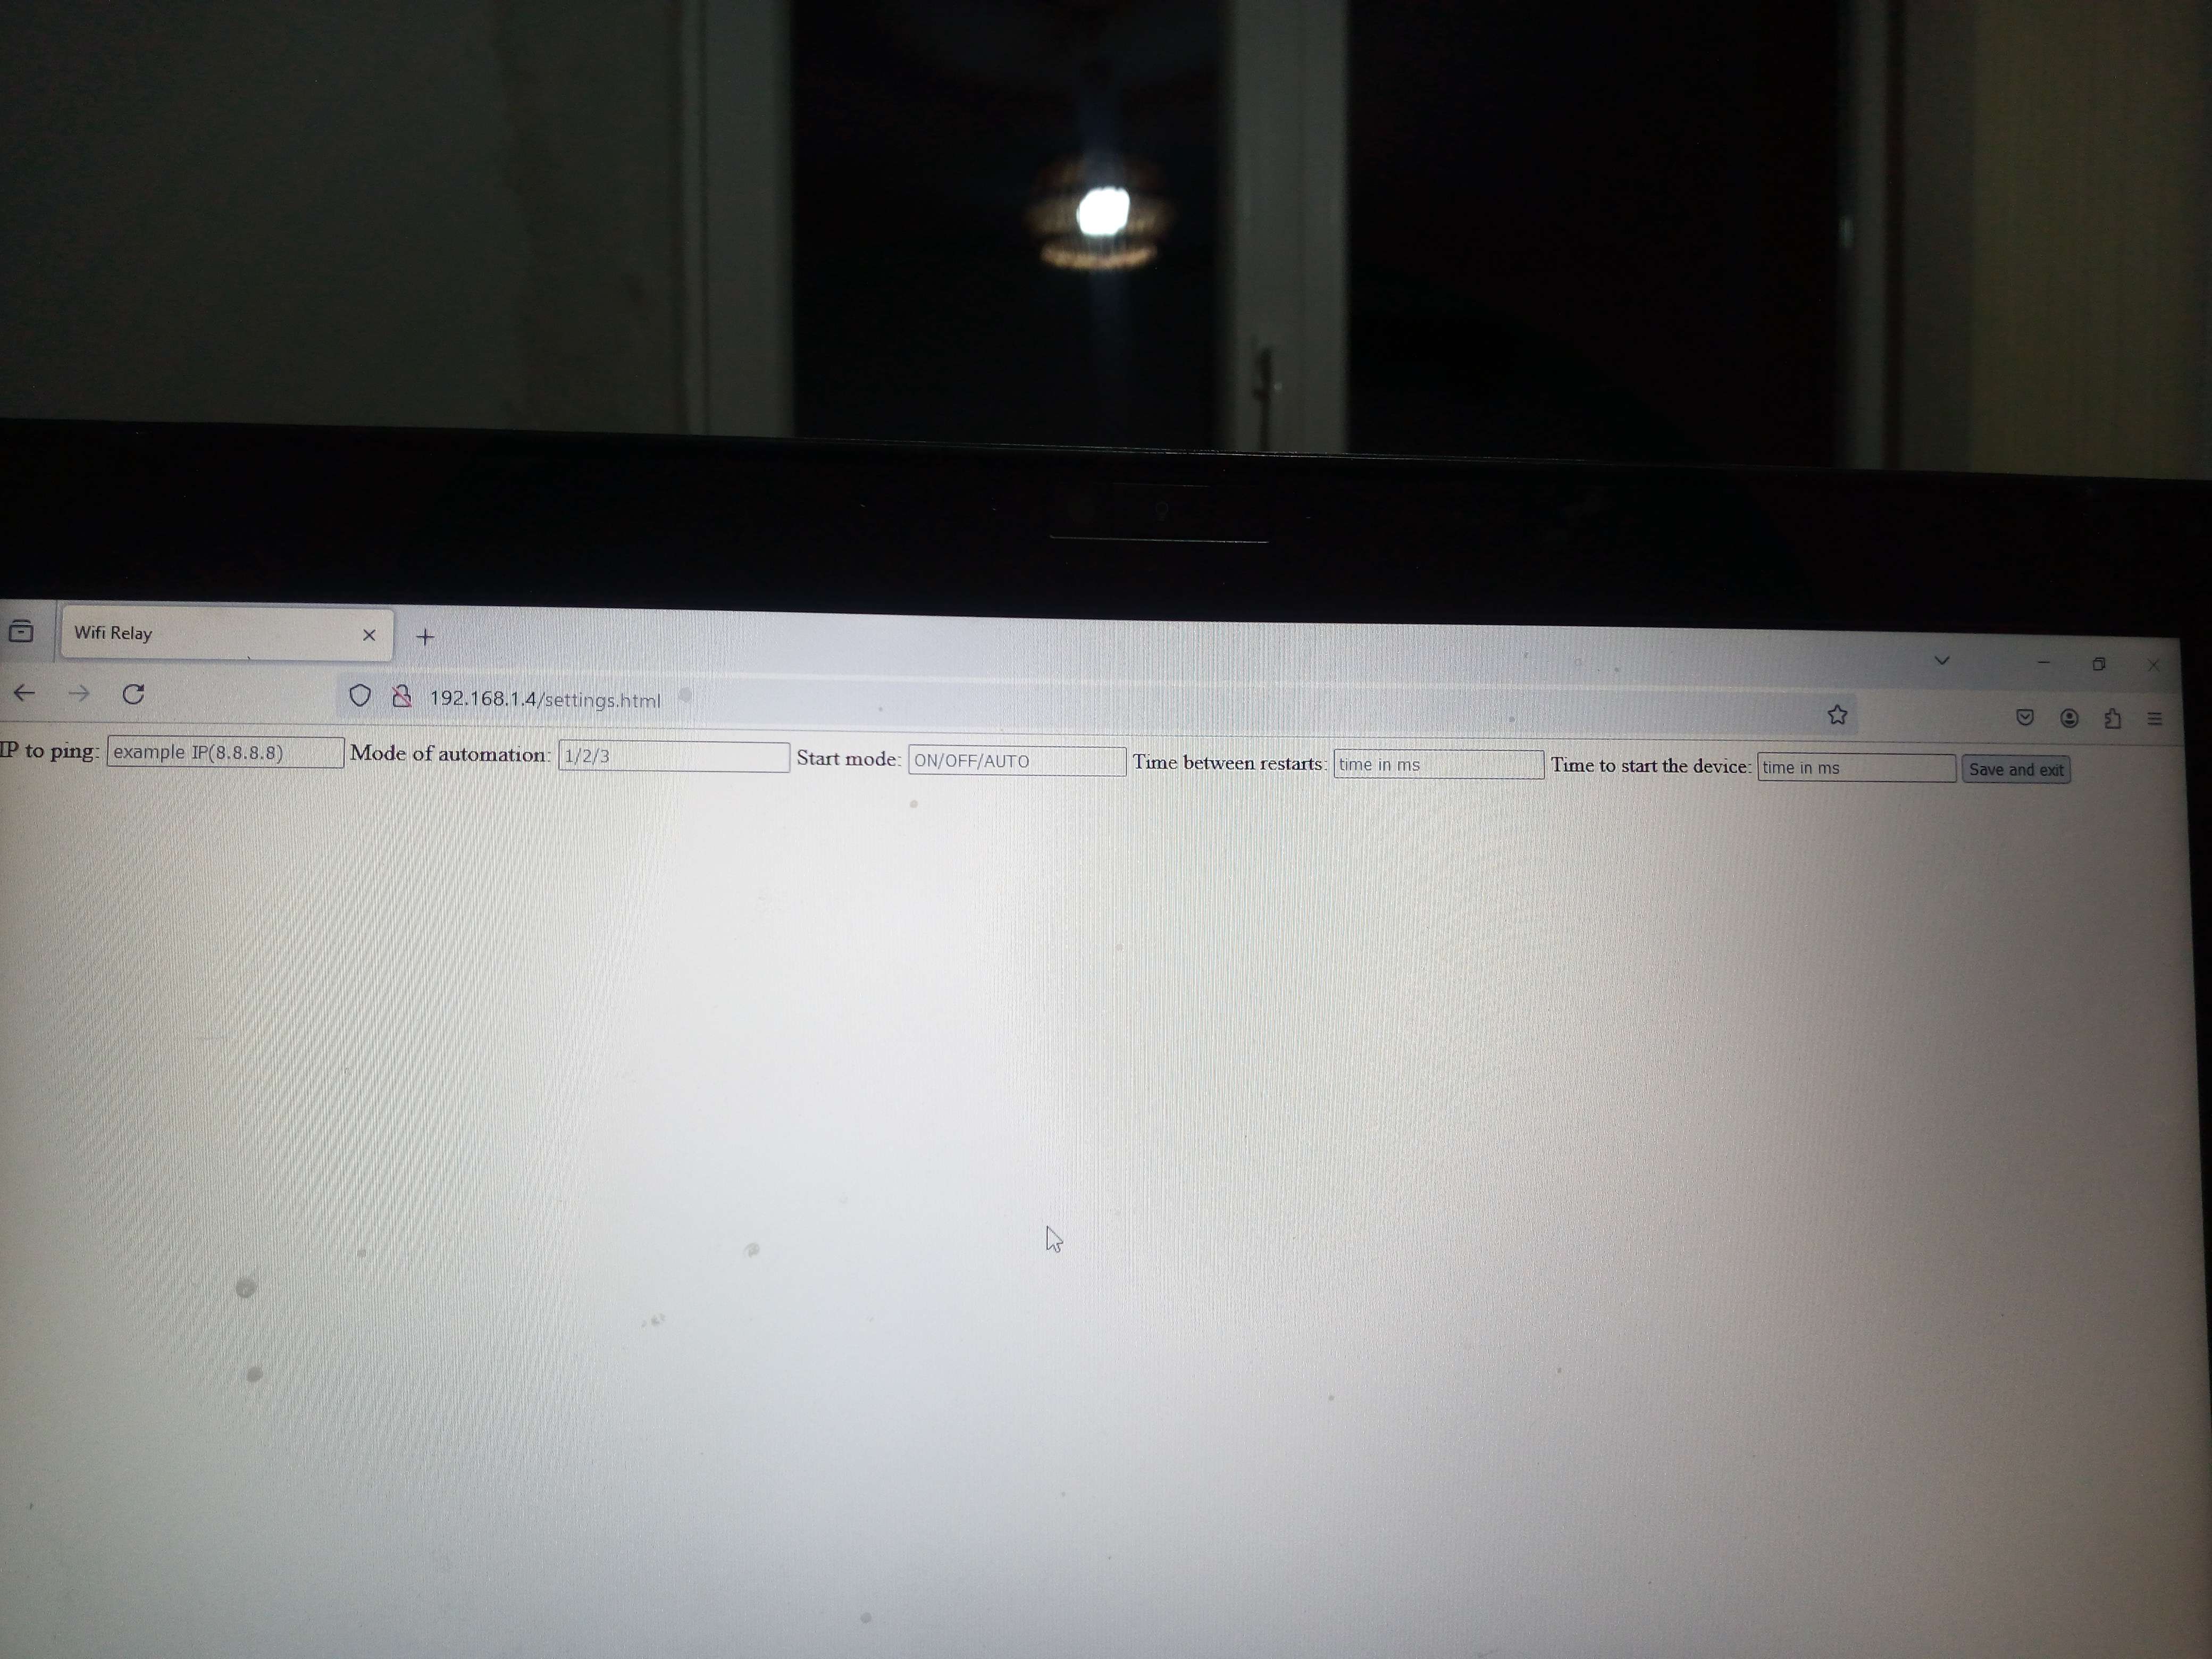 Wifi Relay
192.168.1.4/settings.html
IP to ping: example IP(8.8.8.8) Mode of automation: 1/2/3 Start mode: ON/OFF/AUTO Time between restarts: time in ms Time to start the device: time in ms Save and exit